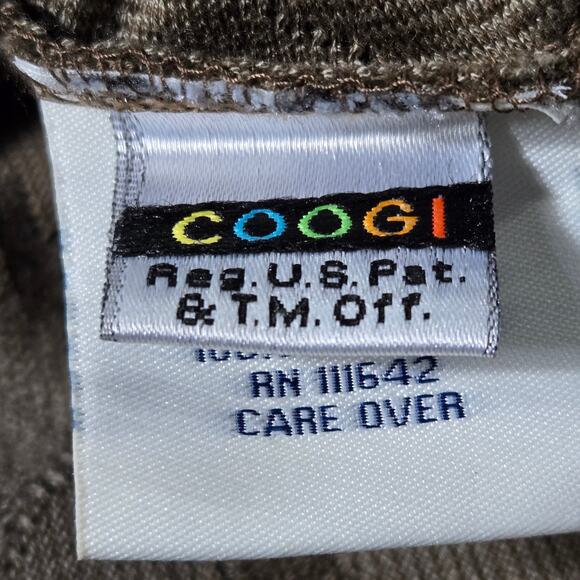 COOGI
Reg. U.S. Pat.
& T.M. Off.
RN 111642
CARE OVER